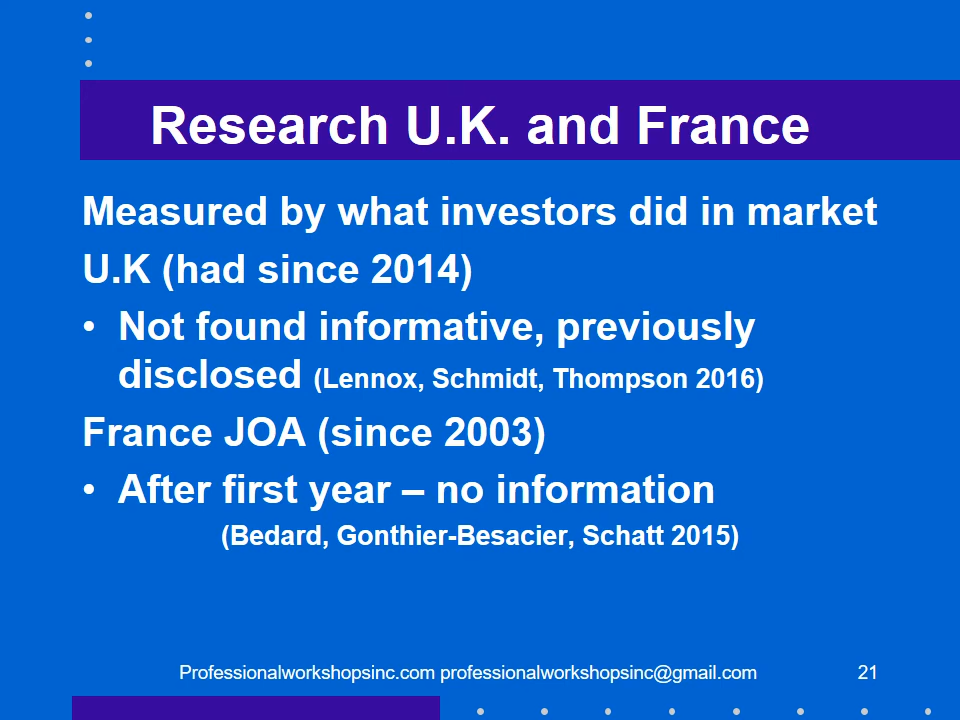 Research U.K. and France
Measured by what investors did in market
U.K (had since 2014)
• Not found informative, previously
disclosed (Lennox, Schmidt, Thompson 2016)
France JOA (since 2003)
• After first year – no information
(Bedard, Gonthier-Besacier, Schatt 2015)
Professionalworkshopsinc.com professionalworkshopsinc@gmail.com 21